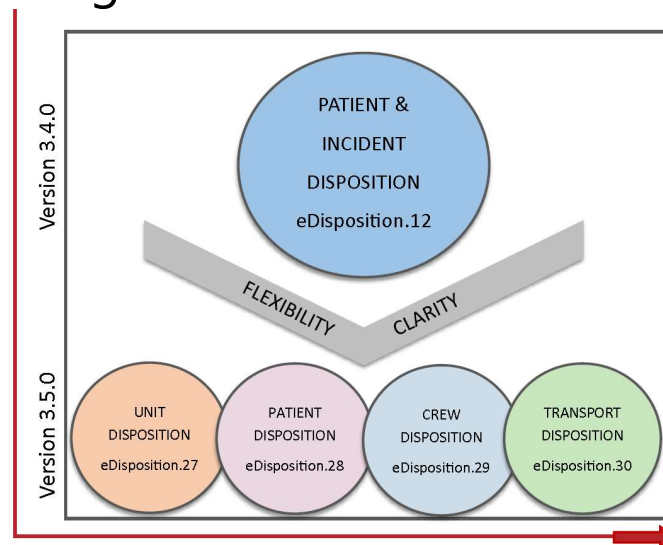 Version 3.4.0
PATIENT &
INCIDENT
DISPOSITION
eDisposition.12
FLEXIBILITY
CLARITY
Version 3.5.0
UNIT
DISPOSITION
eDisposition.27
PATIENT
DISPOSITION
eDisposition.28
CREW
DISPOSITION
eDisposition.29
TRANSPORT
DISPOSITION
eDisposition.30